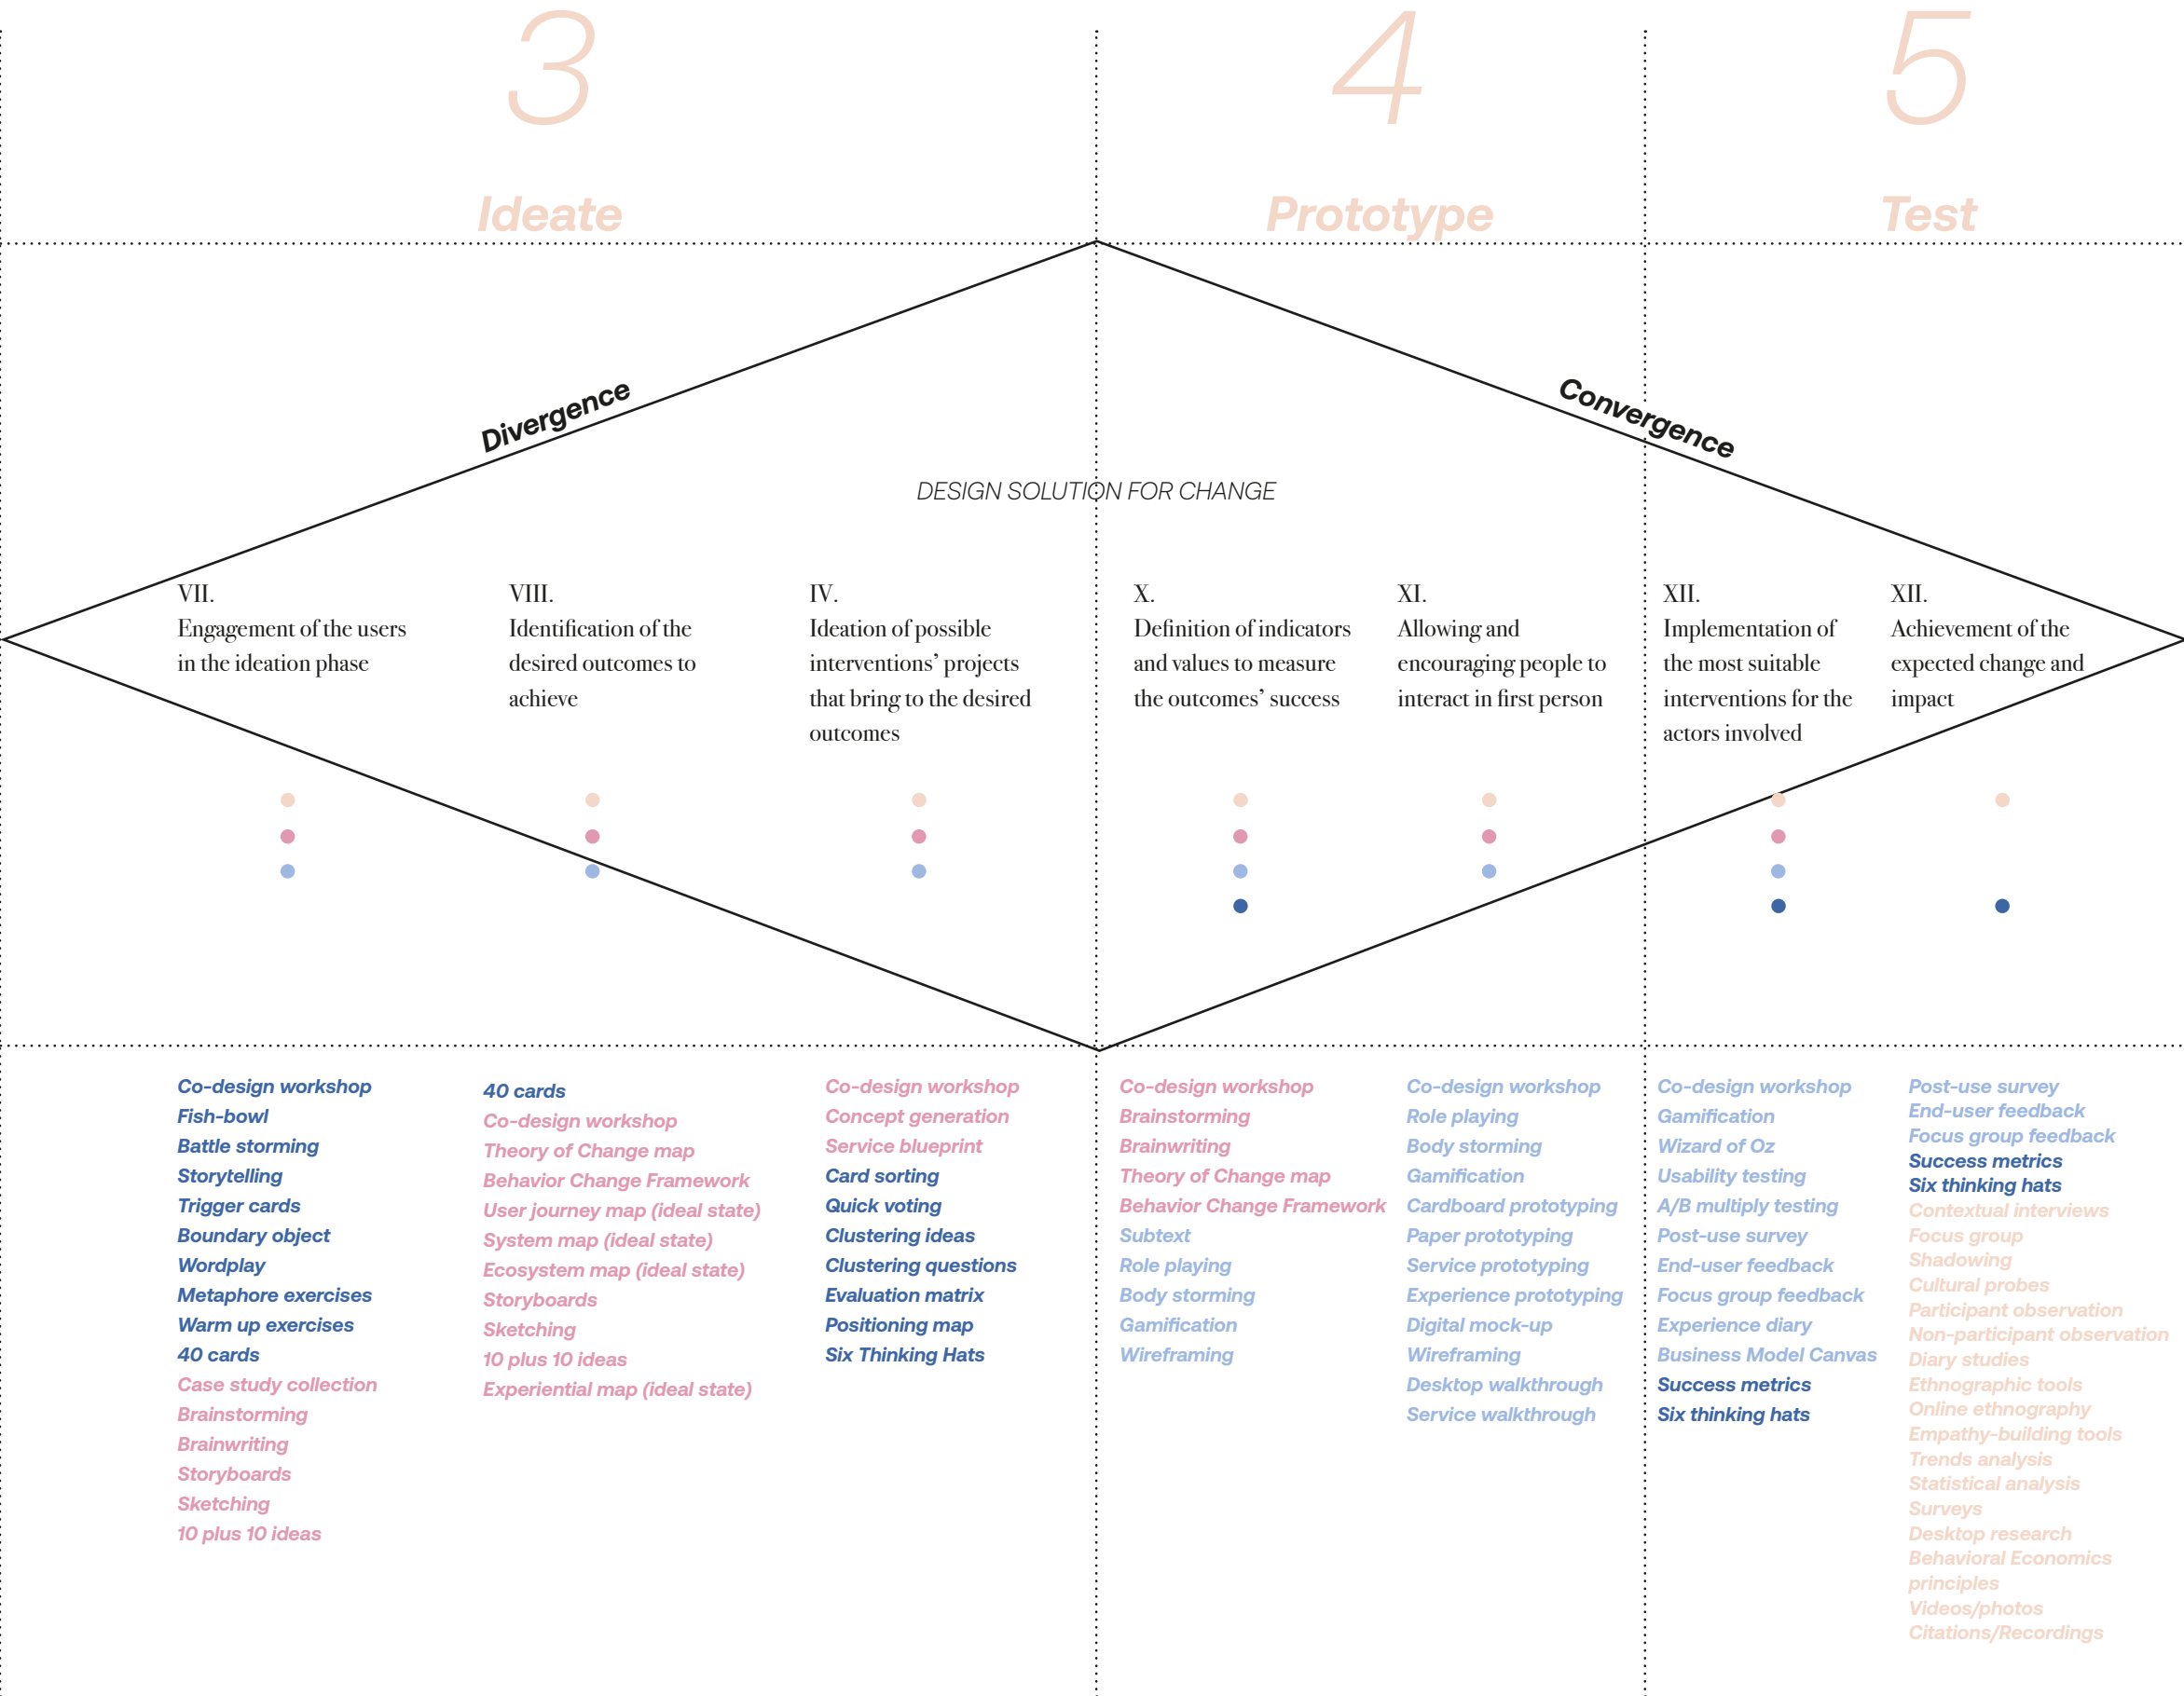 3
4
5
Ideate
Prototype
Test
Divergence
Convergence
DESIGN SOLUTION FOR CHANGE
VII.
Engagement of the users
in the ideation phase
VIII.
Identification of the
desired outcomes to
achieve
IV.
Ideation of possible
interventions’ projects
that bring to the desired
outcomes
X.
Definition of indicators
and values to measure
the outcomes’ success
XI.
Allowing and
encouraging people to
interact in first person
XII.
Implementation of
the most suitable
interventions for the
actors involved
XII.
Achievement of the
expected change and
impact
Co-design workshop
Fish-bowl
Battle storming
Storytelling
Trigger cards
Boundary object
Wordplay
Metaphore exercises
Warm up exercises
40 cards
Case study collection
Brainstorming
Brainwriting
Storyboards
Sketching
10 plus 10 ideas
40 cards
Co-design workshop
Theory of Change map
Behavior Change Framework
User journey map (ideal state)
System map (ideal state)
Ecosystem map (ideal state)
Storyboards
Sketching
10 plus 10 ideas
Experiential map (ideal state)
Co-design workshop
Concept generation
Service blueprint
Card sorting
Quick voting
Clustering ideas
Clustering questions
Evaluation matrix
Positioning map
Six Thinking Hats
Co-design workshop
Brainstorming
Brainwriting
Theory of Change map
Behavior Change Framework
Subtext
Role playing
Body storming
Gamification
Wireframing
Co-design workshop
Role playing
Body storming
Gamification
Cardboard prototyping
Paper prototyping
Service prototyping
Experience prototyping
Digital mock-up
Wireframing
Desktop walkthrough
Service walkthrough
Co-design workshop
Gamification
Wizard of Oz
Usability testing
A/B multiply testing
Post-use survey
End-user feedback
Focus group feedback
Experience diary
Business Model Canvas
Success metrics
Six thinking hats
Post-use survey
End-user feedback
Focus group feedback
Success metrics
Six thinking hats
Contextual interviews
Focus group
Shadowing
Cultural probes
Participant observation
Non-participant observation
Diary studies
Ethnographic tools
Online ethnography
Empathy-building tools
Trends analysis
Statistical analysis
Surveys
Desktop research
Behavioral Economics
principles
Videos/photos
Citations/Recordings